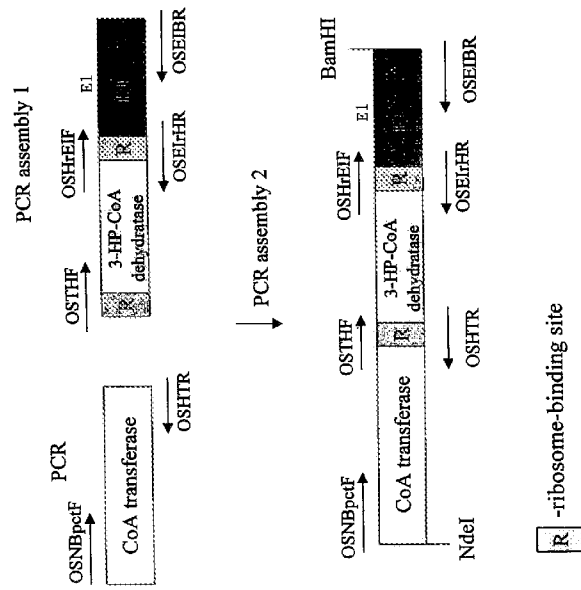 PCR
PCR assembly 1
OSNBpctF
CoA transferase
OSHTR
OSTHF
OSHrEIF
E1
R
3-HP-CoA
dehydratase
R
OSEIrHR
OSEIBR
PCR assembly 2
OSNBpctF
OSTHF
OSHrEIF
E1
BamHI
CoA transferase
R
3-HP-CoA
dehydratase
R
NdeI
OSHTR
OSEIrHR
OSEIBR
R -ribosome-binding site